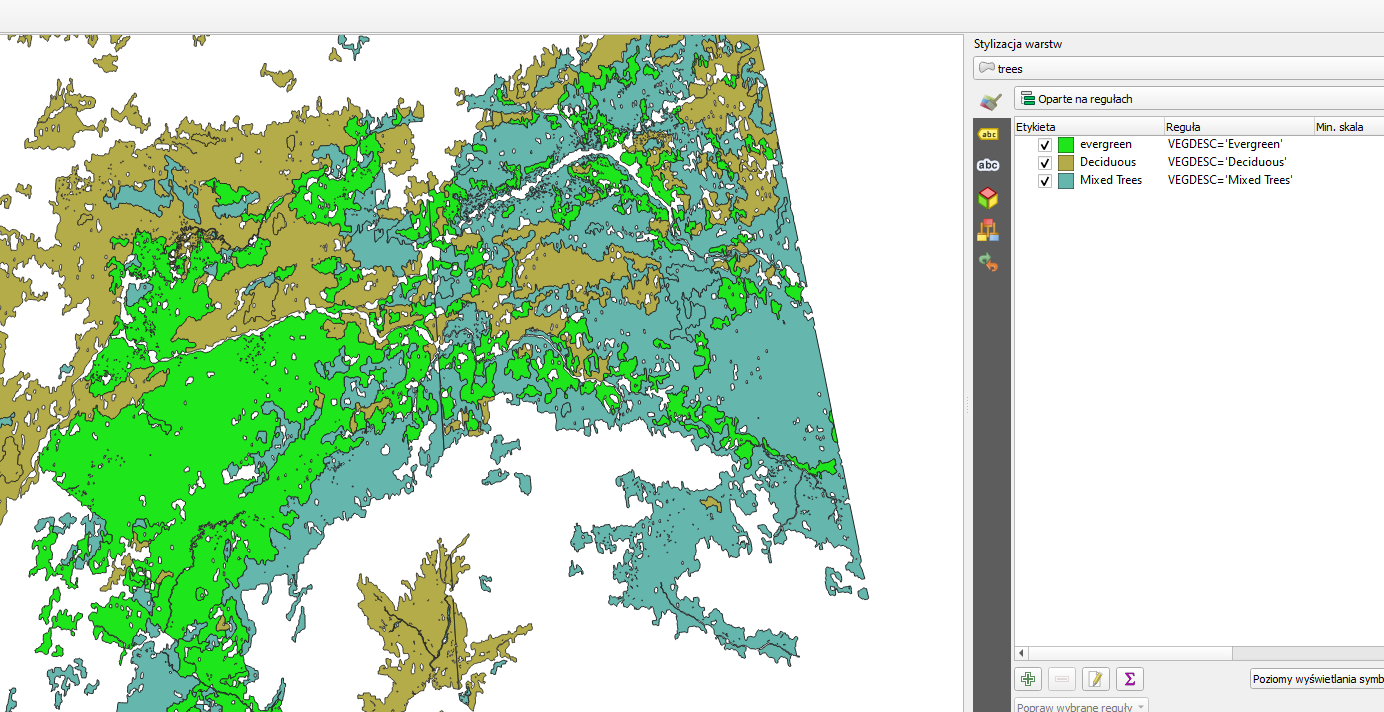 Stylizacja warstw
trees
Oparte na regułach
Etykieta Reguła Min. skala
evergreen VEGDESC='Evergreen'
Deciduous VEGDESC='Deciduous'
Mixed Trees VEGDESC='Mixed Trees'
abc
abc
Σ
Poziomy wyświetlania symb
Popraw wybrane reguły